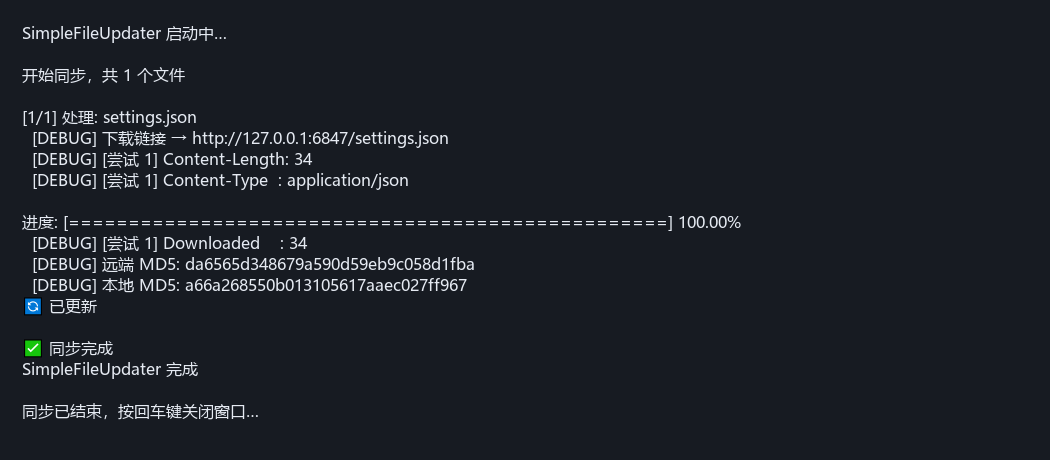 SimpleFileUpdater 启动中...
开始同步，共 1 个文件
[1/1] 处理: settings.json
[DEBUG] 下载链接 → http://127.0.0.1:6847/settings.json
[DEBUG] [尝试 1] Content-Length: 34
[DEBUG] [尝试 1] Content-Type  : application/json
进度: [==================================================] 100.00%
[DEBUG] [尝试 1] Downloaded    : 34
[DEBUG] 远端 MD5: da6565d348679a590d59eb9c058d1fba
[DEBUG] 本地 MD5: a66a268550b013105617aaec027ff967
🔄 已更新
✅ 同步完成
SimpleFileUpdater 完成
同步已结束，按回车键关闭窗口...